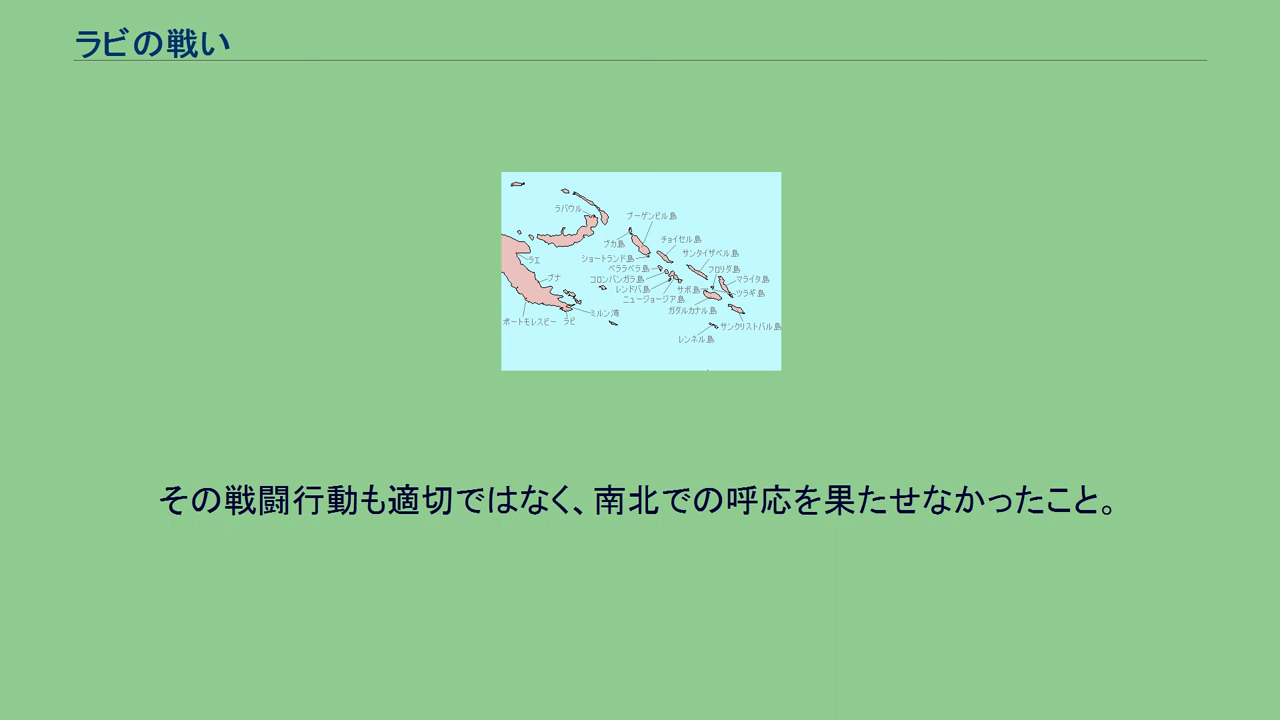 ラビの戦い
ラバウル
ブーゲンビル島
ブカ島
チョイセル島
サンタイザベル島
ショートランド島
ラエ
ベララベラ島
フロリダ島
コロンバンガラ島
ブナ
マライタ島
レンドバ島
サボ島
ツラギ島
ニュージョージア島
ガダルカナル島
ミルン湾
ポートモレスビー
ラビ
サンクリストバル島
レンネル島
その戦闘行動も適切ではなく、南北での呼応を果たせなかったこと。